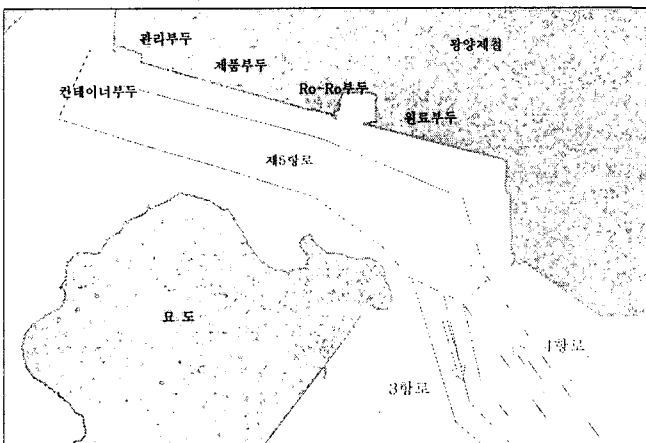 관리부두
광양제철
제품부두
컨테이너부두
Ro-Ro부두
원료부두
제5항로
묘 도
1항로
3항로